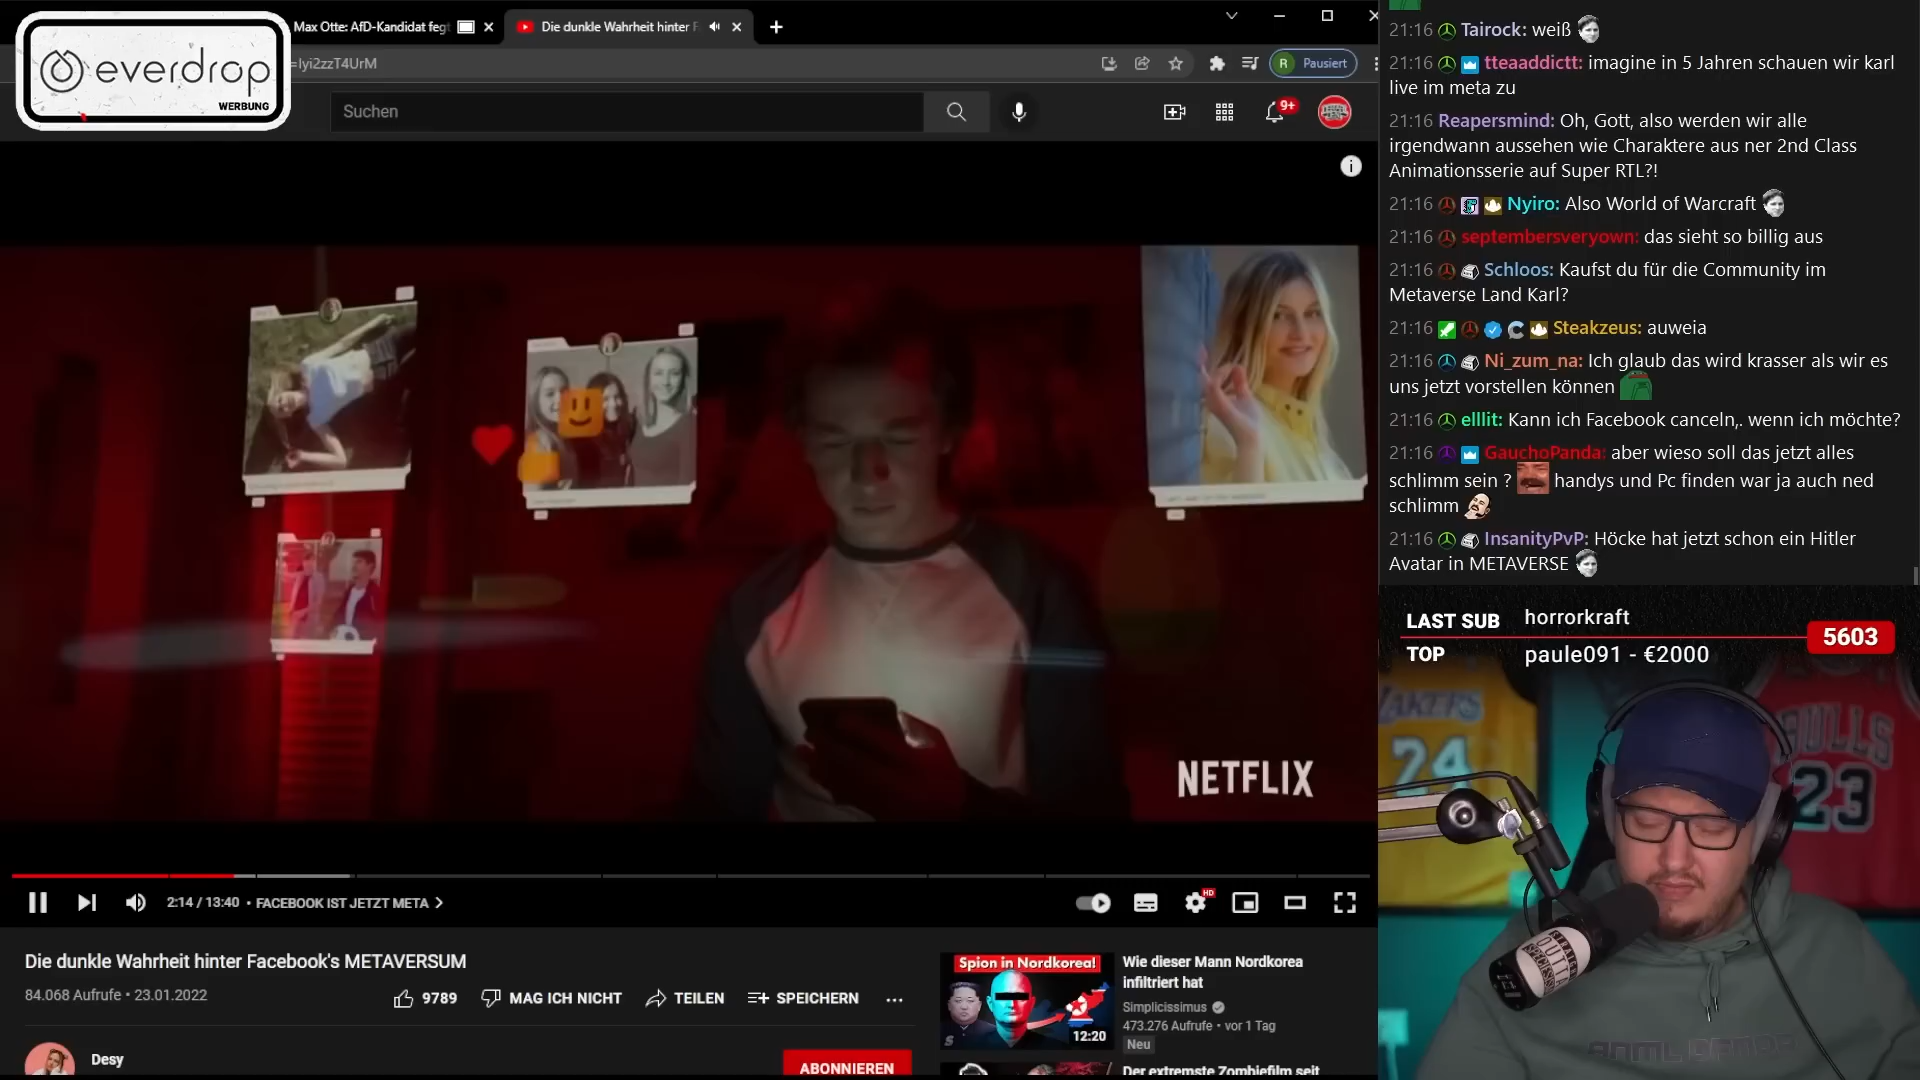 everdrop
WERBUNG
Max Otte: AfD-Kandidat fegt
Die dunkle Wahrheit hinter F
=lyi2zzT4UrM
R Pausiert
Suchen
9+
NETFLIX
2:14 / 13:40 • FACEBOOK IST JETZT META
HD
Die dunkle Wahrheit hinter Facebook's METAVERSUM
84.068 Aufrufe • 23.01.2022
9789
MAG ICH NICHT
TEILEN
SPEICHERN
Desy
ABONNIEREN
Spion in Nordkorea!
12:20
Wie dieser Mann Nordkorea
infiltriert hat
Simplicissimus
473.276 Aufrufe • vor 1 Tag
Neu
Der extremste Zombiefilm seit
21:16 Tairock: weiß
21:16 tteaaddictt: imagine in 5 Jahren schauen wir karl
live im meta zu
21:16 Reapersmind: Oh, Gott, also werden wir alle
irgendwann aussehen wie Charaktere aus ner 2nd Class
Animationsserie auf Super RTL?!
21:16 Nyiro: Also World of Warcraft
21:16 septembersveryown: das sieht so billig aus
21:16 Schloos: Kaufst du für die Community im
Metaverse Land Karl?
21:16 Steakzeus: auweia
21:16 Ni_zum_na: Ich glaub das wird krasser als wir es
uns jetzt vorstellen können
21:16 elllit: Kann ich Facebook canceln,. wenn ich möchte?
21:16 GauchoPanda: aber wieso soll das jetzt alles
schlimm sein ? handys und Pc finden war ja auch ned
schlimm
21:16 InsanityPvP: Höcke hat jetzt schon ein Hitler
Avatar in METAVERSE
LAST SUB horrorkraft
5603
TOP paule091 - €2000
LAKERS
24
BULLS
23
OUTTA